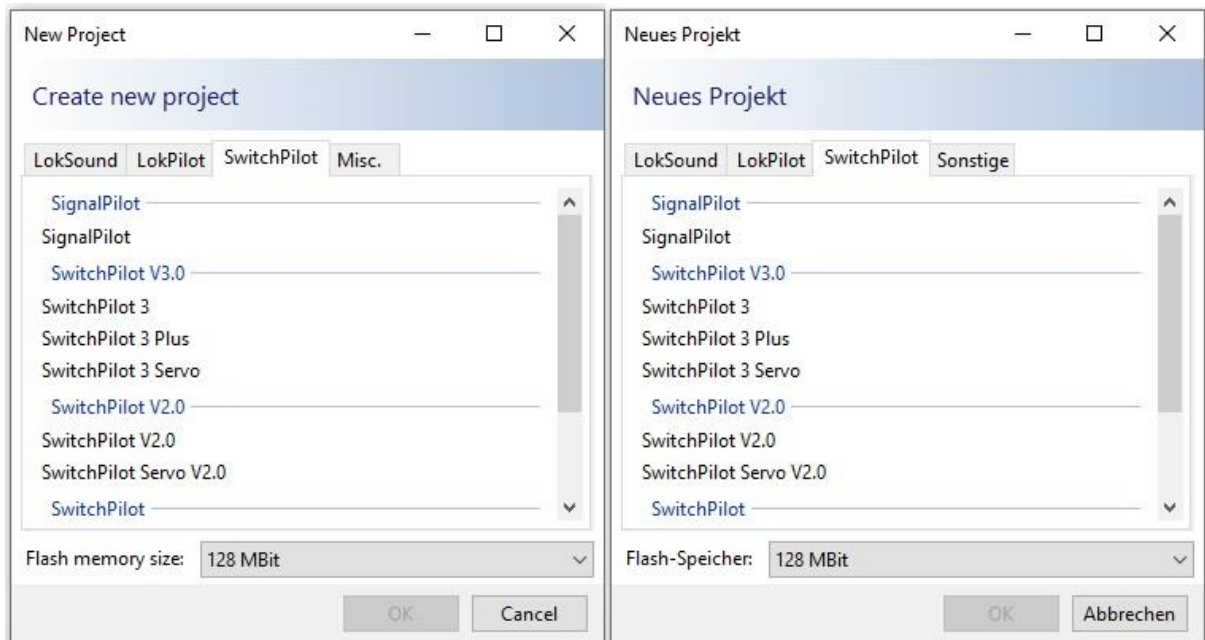 New Project
Create new project
LokSound LokPilot SwitchPilot Misc.
SignalPilot
SignalPilot
SwitchPilot V3.0
SwitchPilot 3
SwitchPilot 3 Plus
SwitchPilot 3 Servo
SwitchPilot V2.0
SwitchPilot V2.0
SwitchPilot Servo V2.0
SwitchPilot
Flash memory size: 128 MBit
OK Cancel
Neues Projekt
Neues Projekt
LokSound LokPilot SwitchPilot Sonstige
SignalPilot
SignalPilot
SwitchPilot V3.0
SwitchPilot 3
SwitchPilot 3 Plus
SwitchPilot 3 Servo
SwitchPilot V2.0
SwitchPilot V2.0
SwitchPilot Servo V2.0
SwitchPilot
Flash-Speicher: 128 MBit
OK Abbrechen